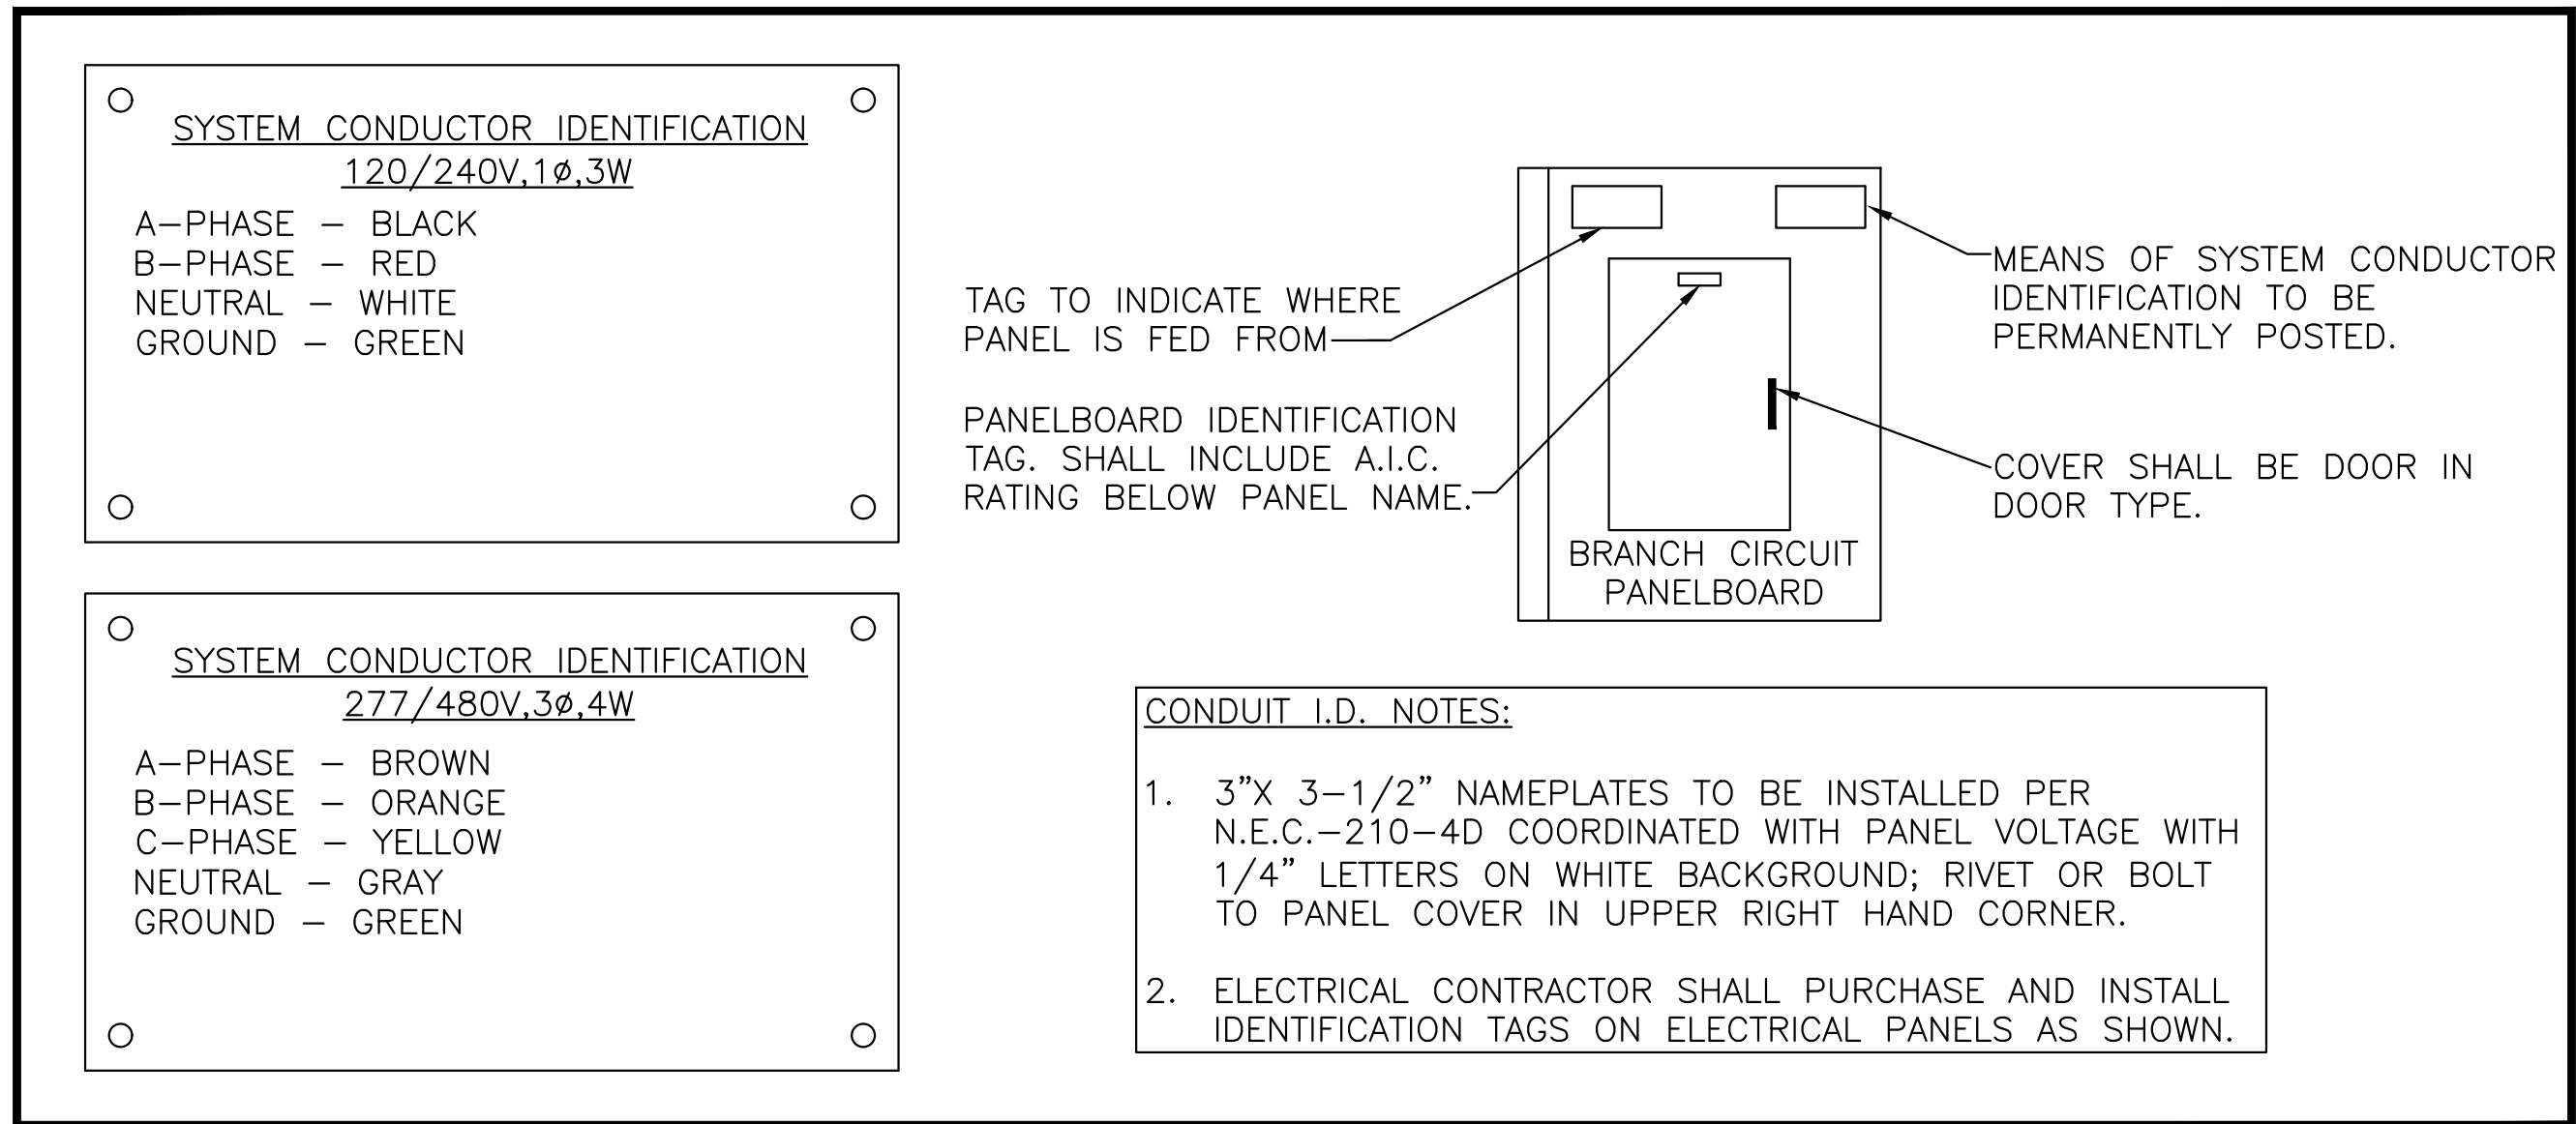 SYSTEM CONDUCTOR IDENTIFICATION
120/240V,1ø,3W
A-PHASE - BLACK
B-PHASE - RED
NEUTRAL - WHITE
GROUND - GREEN
SYSTEM CONDUCTOR IDENTIFICATION
277/480V,3ø,4W
A-PHASE - BROWN
B-PHASE - ORANGE
C-PHASE - YELLOW
NEUTRAL - GRAY
GROUND - GREEN
TAG TO INDICATE WHERE
PANEL IS FED FROM
PANELBOARD IDENTIFICATION
TAG. SHALL INCLUDE A.I.C.
RATING BELOW PANEL NAME.
BRANCH CIRCUIT
PANELBOARD
MEANS OF SYSTEM CONDUCTOR
IDENTIFICATION TO BE
PERMANENTLY POSTED.
COVER SHALL BE DOOR IN
DOOR TYPE.
CONDUIT I.D. NOTES:
1. 3"X 3-1/2" NAMEPLATES TO BE INSTALLED PER
N.E.C.-210-4D COORDINATED WITH PANEL VOLTAGE WITH
1/4" LETTERS ON WHITE BACKGROUND; RIVET OR BOLT
TO PANEL COVER IN UPPER RIGHT HAND CORNER.
2. ELECTRICAL CONTRACTOR SHALL PURCHASE AND INSTALL
IDENTIFICATION TAGS ON ELECTRICAL PANELS AS SHOWN.